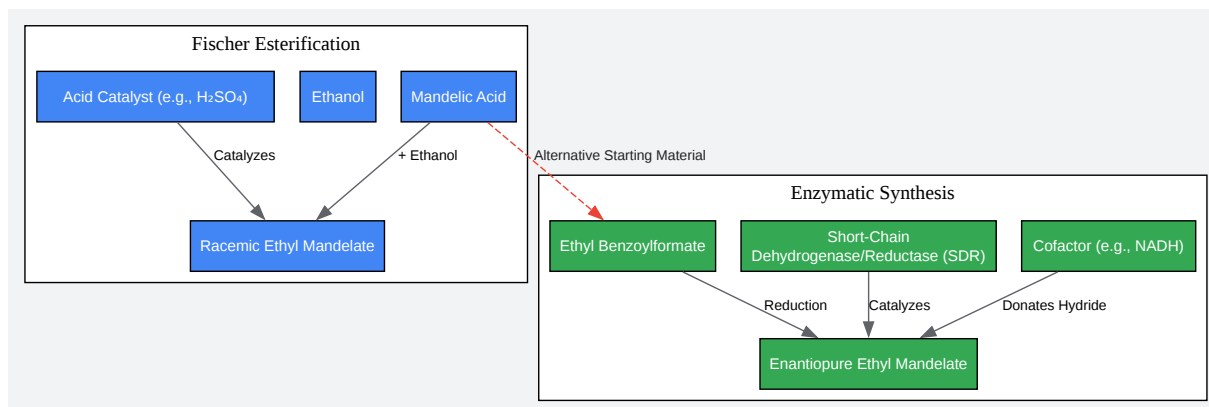 Fischer Esterification
Acid Catalyst (e.g., H₂SO₄)
Ethanol
Mandelic Acid
Catalyzes
+ Ethanol
Alternative Starting Material
Racemic Ethyl Mandelate
Enzymatic Synthesis
Ethyl Benzoylformate
Short-Chain
Dehydrogenase/Reductase (SDR)
Cofactor (e.g., NADH)
Reduction
Catalyzes
Donates Hydride
Enantiopure Ethyl Mandelate